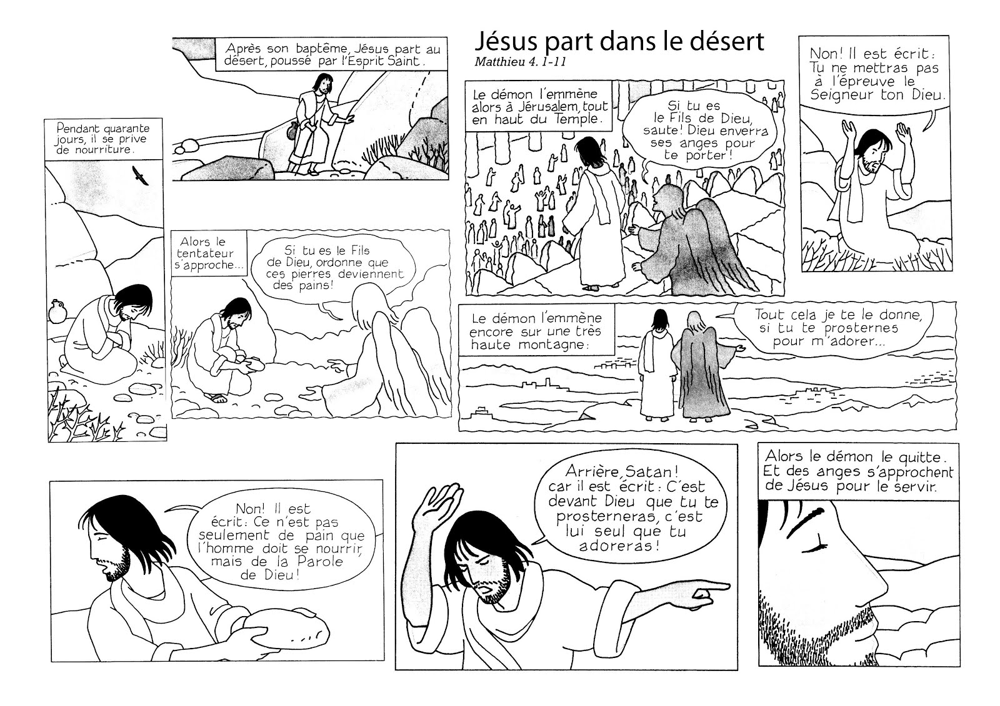 Jésus part dans le désert
Matthieu 4. 1-11
Après son baptême, Jésus part au
désert, poussé par l'Esprit Saint.
Pendant quarante
jours, il se prive
de nourriture.
Alors le
tentateur
s'approche...
Si tu es le Fils
de Dieu, ordonne que
ces pierres deviennent
des pains!
Non! Il est
écrit: Ce n'est pas
seulement de pain que
l'homme doit se nourrir,
mais de la Parole
de Dieu!
Le démon l'emmène
alors à Jérusalem, tout
en haut du Temple.
Si tu es
le Fils de Dieu,
saute! Dieu enverra
ses anges pour
te porter!
Non! Il est écrit:
Tu ne mettras pas
à l'épreuve le
Seigneur ton Dieu.
Le démon l'emmène
encore sur une très
haute montagne:
Tout cela je te le donne,
si tu te prosternes
pour m'adorer...
Arrière, Satan!
car il est écrit: C'est
devant Dieu que tu te
prosterneras, c'est
lui seul que tu
adoreras!
Alors le démon le quitte.
Et des anges s'approchent
de Jésus pour le servir.